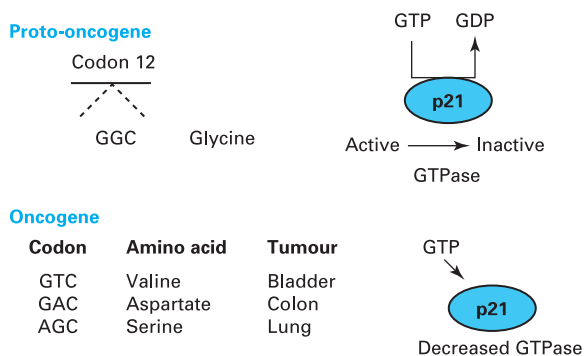 Proto-oncogene
Codon 12
GGC Glycine
GTP GDP
p21
Active Inactive
GTPase
Oncogene
Codon Amino acid Tumour
GTC Valine Bladder
GAC Aspartate Colon
AGC Serine Lung
GTP
p21
Decreased GTPase